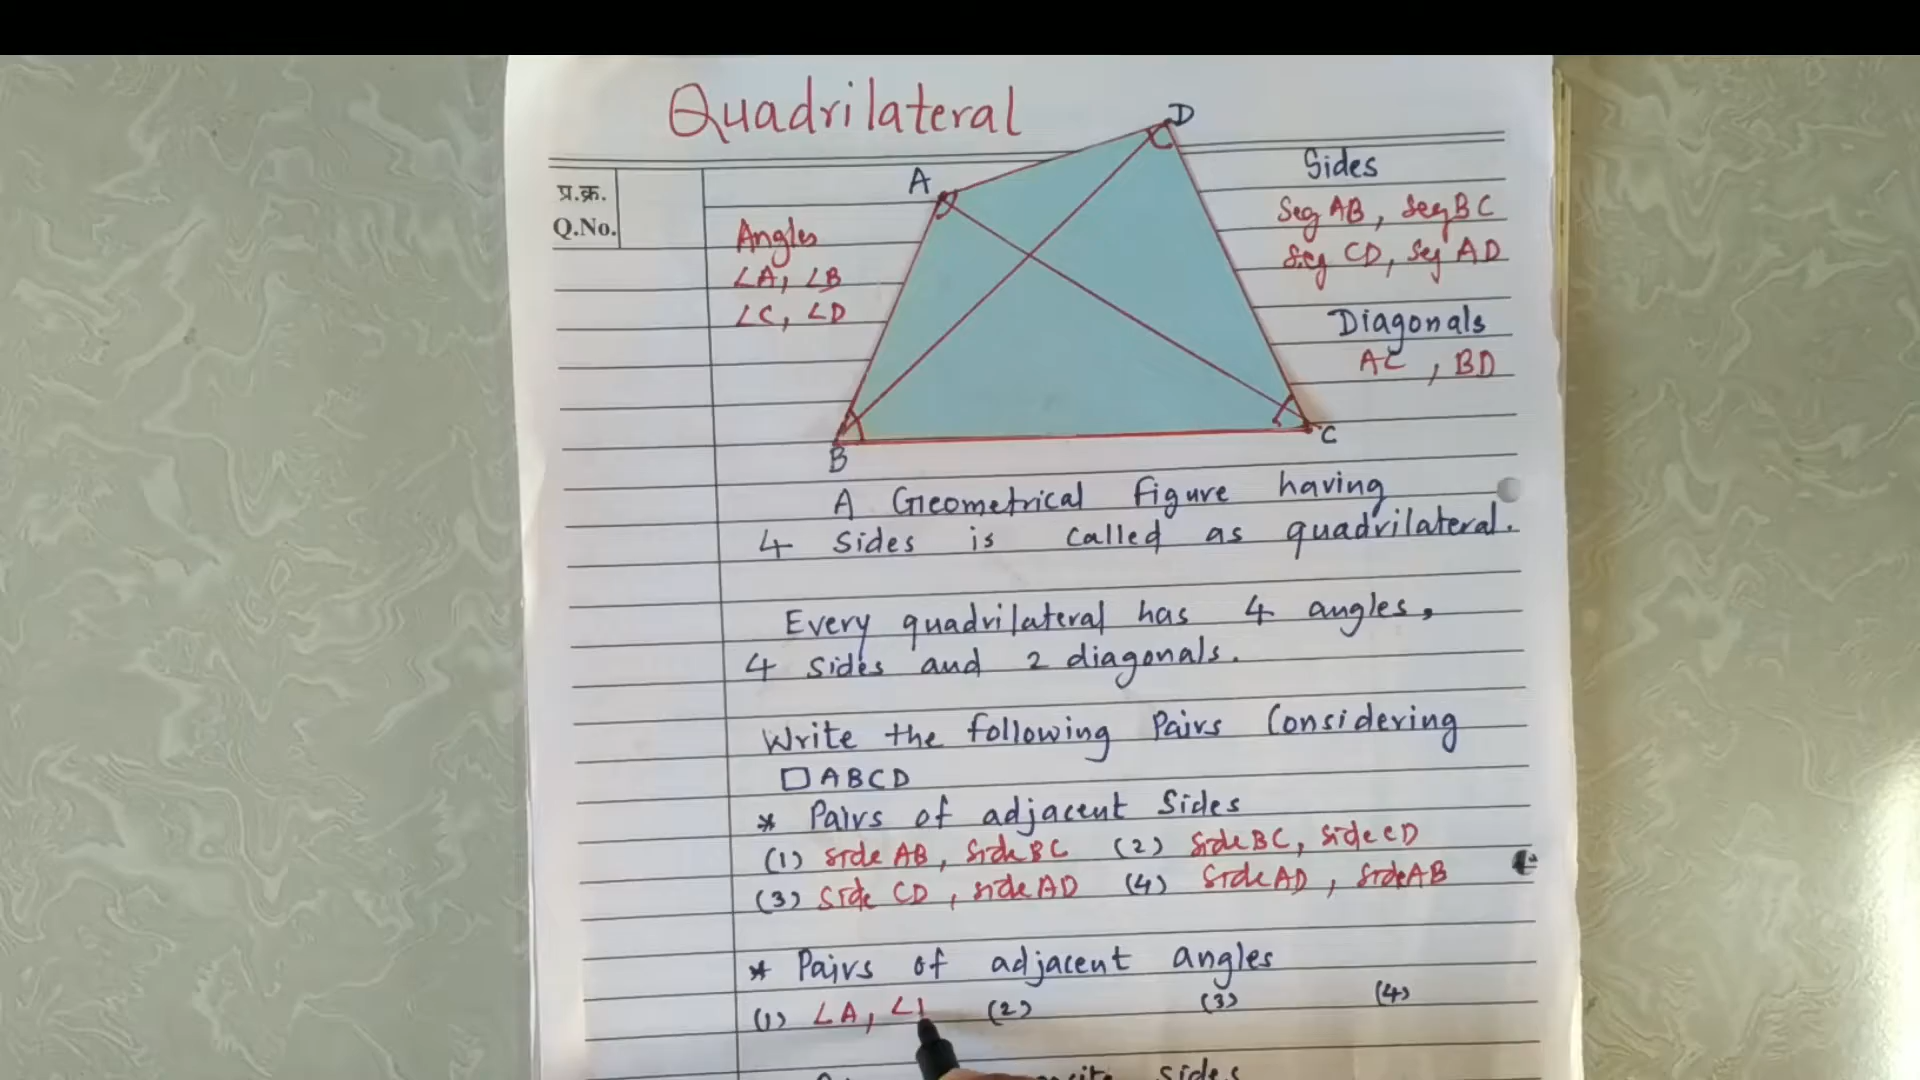 Quadrilateral
D
A
B
C
प्र.क्र.
Q.No.
Angles
∠A, ∠B
∠C, ∠D
Sides
Seg AB, Seg BC
Seg CD, Seg AD
Diagonals
AC , BD
A Geometrical figure having
4 sides is called as quadrilateral.
Every quadrilateral has 4 angles,
4 sides and 2 diagonals.
Write the following Pairs Considering
□ABCD
* Pairs of adjacent Sides
(1) side AB, side BC (2) side BC, side CD
(3) side CD, side AD (4) side AD, side AB
* Pairs of adjacent angles
(1) ∠A, ∠ (2) (3) (4)
sides